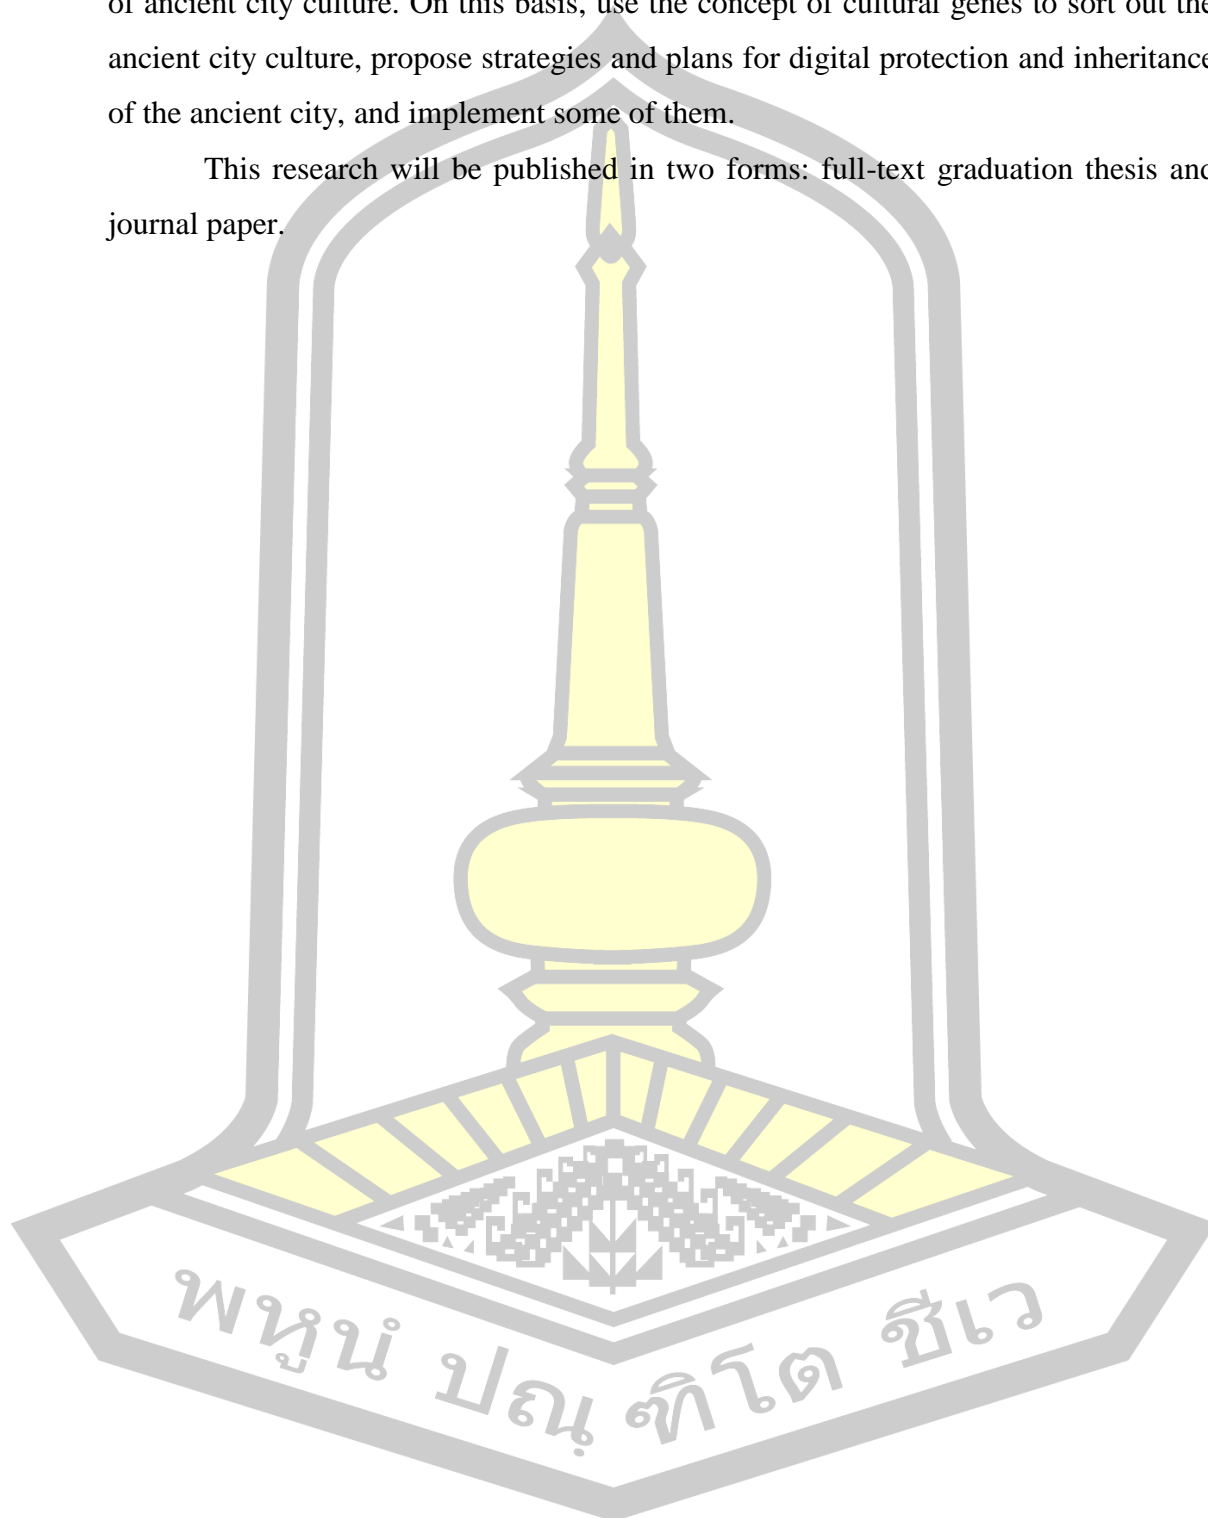 of ancient city culture. On this basis, use the concept of cultural genes to sort out the
ancient city culture, propose strategies and plans for digital protection and inheritance
of the ancient city, and implement some of them.
This research will be published in two forms: full-text graduation thesis and
journal paper.
พหูนํ ปณฺฑิโต ชีเว